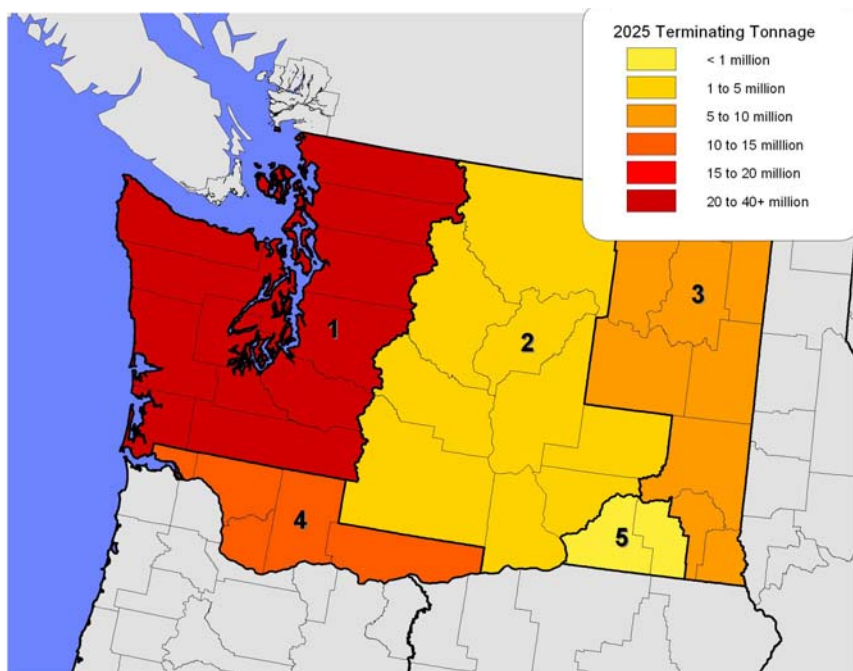 2025 Terminating Tonnage
< 1 million
1 to 5 million
5 to 10 million
10 to 15 milllion
15 to 20 million
20 to 40+ million
3
1
2
4
5